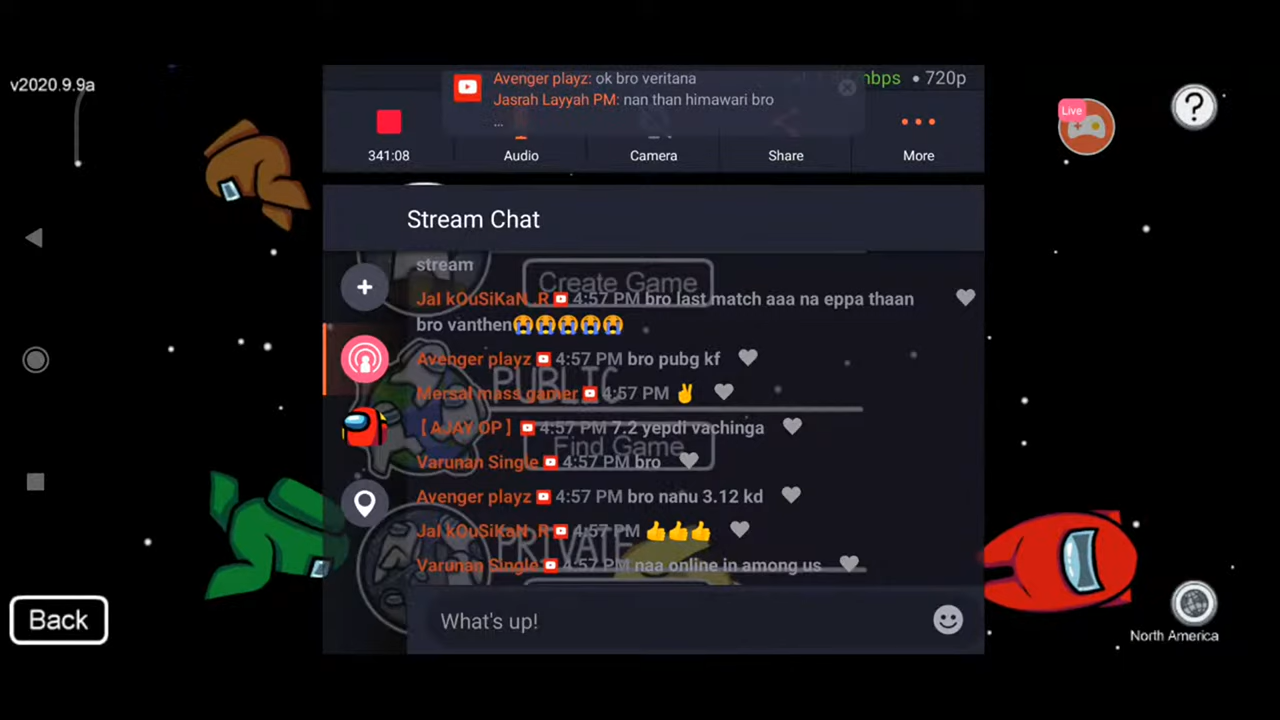 v2020.9.9a
Avenger playz: ok bro veritana
Jasrah Layyah PM: nan than himawari bro
...
mbps • 720p
Live
?
341:08
Audio
Camera
Share
More
Stream Chat
stream
Create Game
JaI kOuSiKaN .R 4:57 PM bro last match aaa na eppa thaan
bro vanthen😭😭😭😭😭
Avenger playz 4:57 PM bro pubg kf
PUBLIC
Mersal mass gamer 4:57 PM ✌
【AJAY OP】 4:57 PM 7.2 yepdi vachinga
Find Game
Varunan Single 4:57 PM bro
Avenger playz 4:57 PM bro nanu 3.12 kd
JaI kOuSiKaN .R 4:57 PM 👍👍👍
PRIVATE
Varunan Single 4:57 PM naa online in among us
What's up!
Back
North America